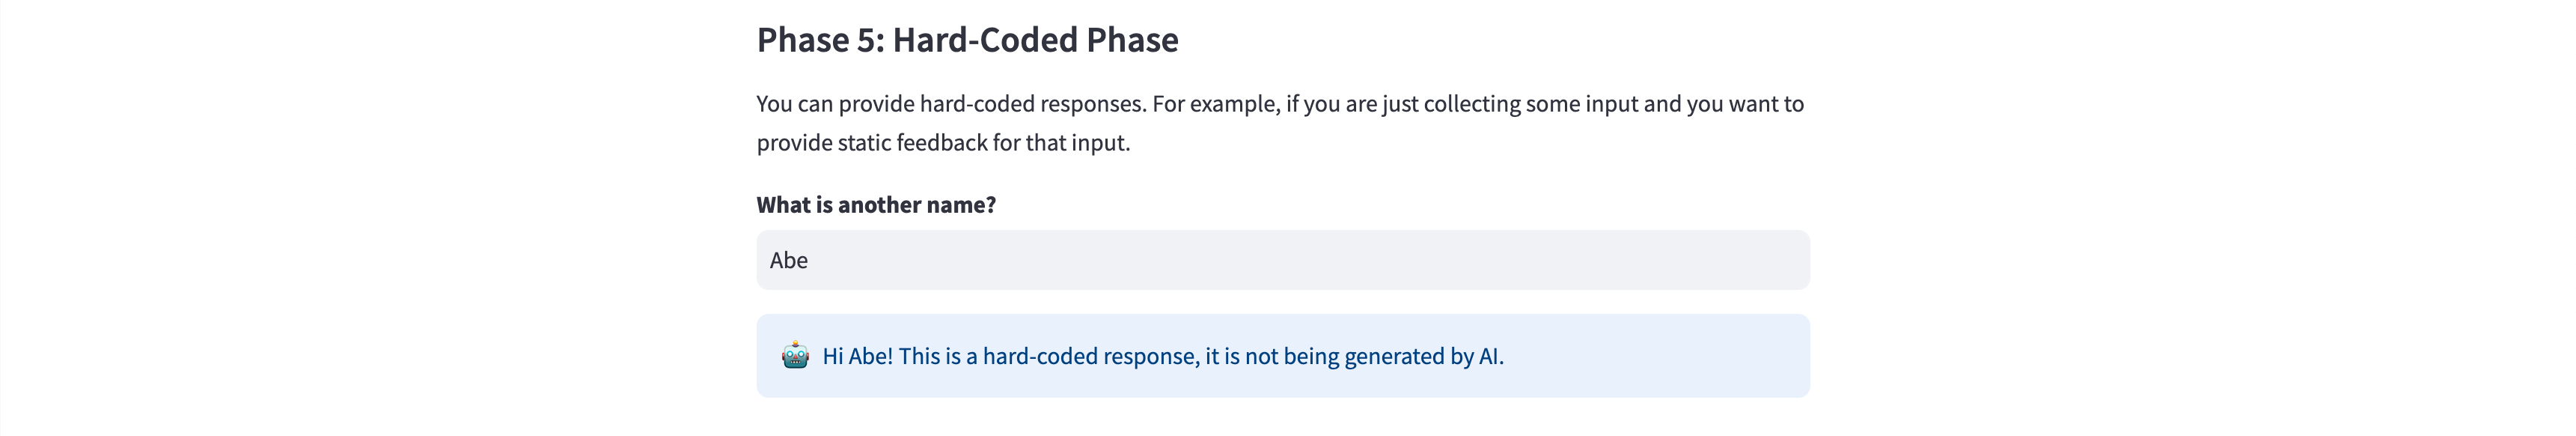 Phase 5: Hard-Coded Phase
You can provide hard-coded responses. For example, if you are just collecting some input and you want to
provide static feedback for that input.
What is another name?
Abe
Hi Abe! This is a hard-coded response, it is not being generated by AI.